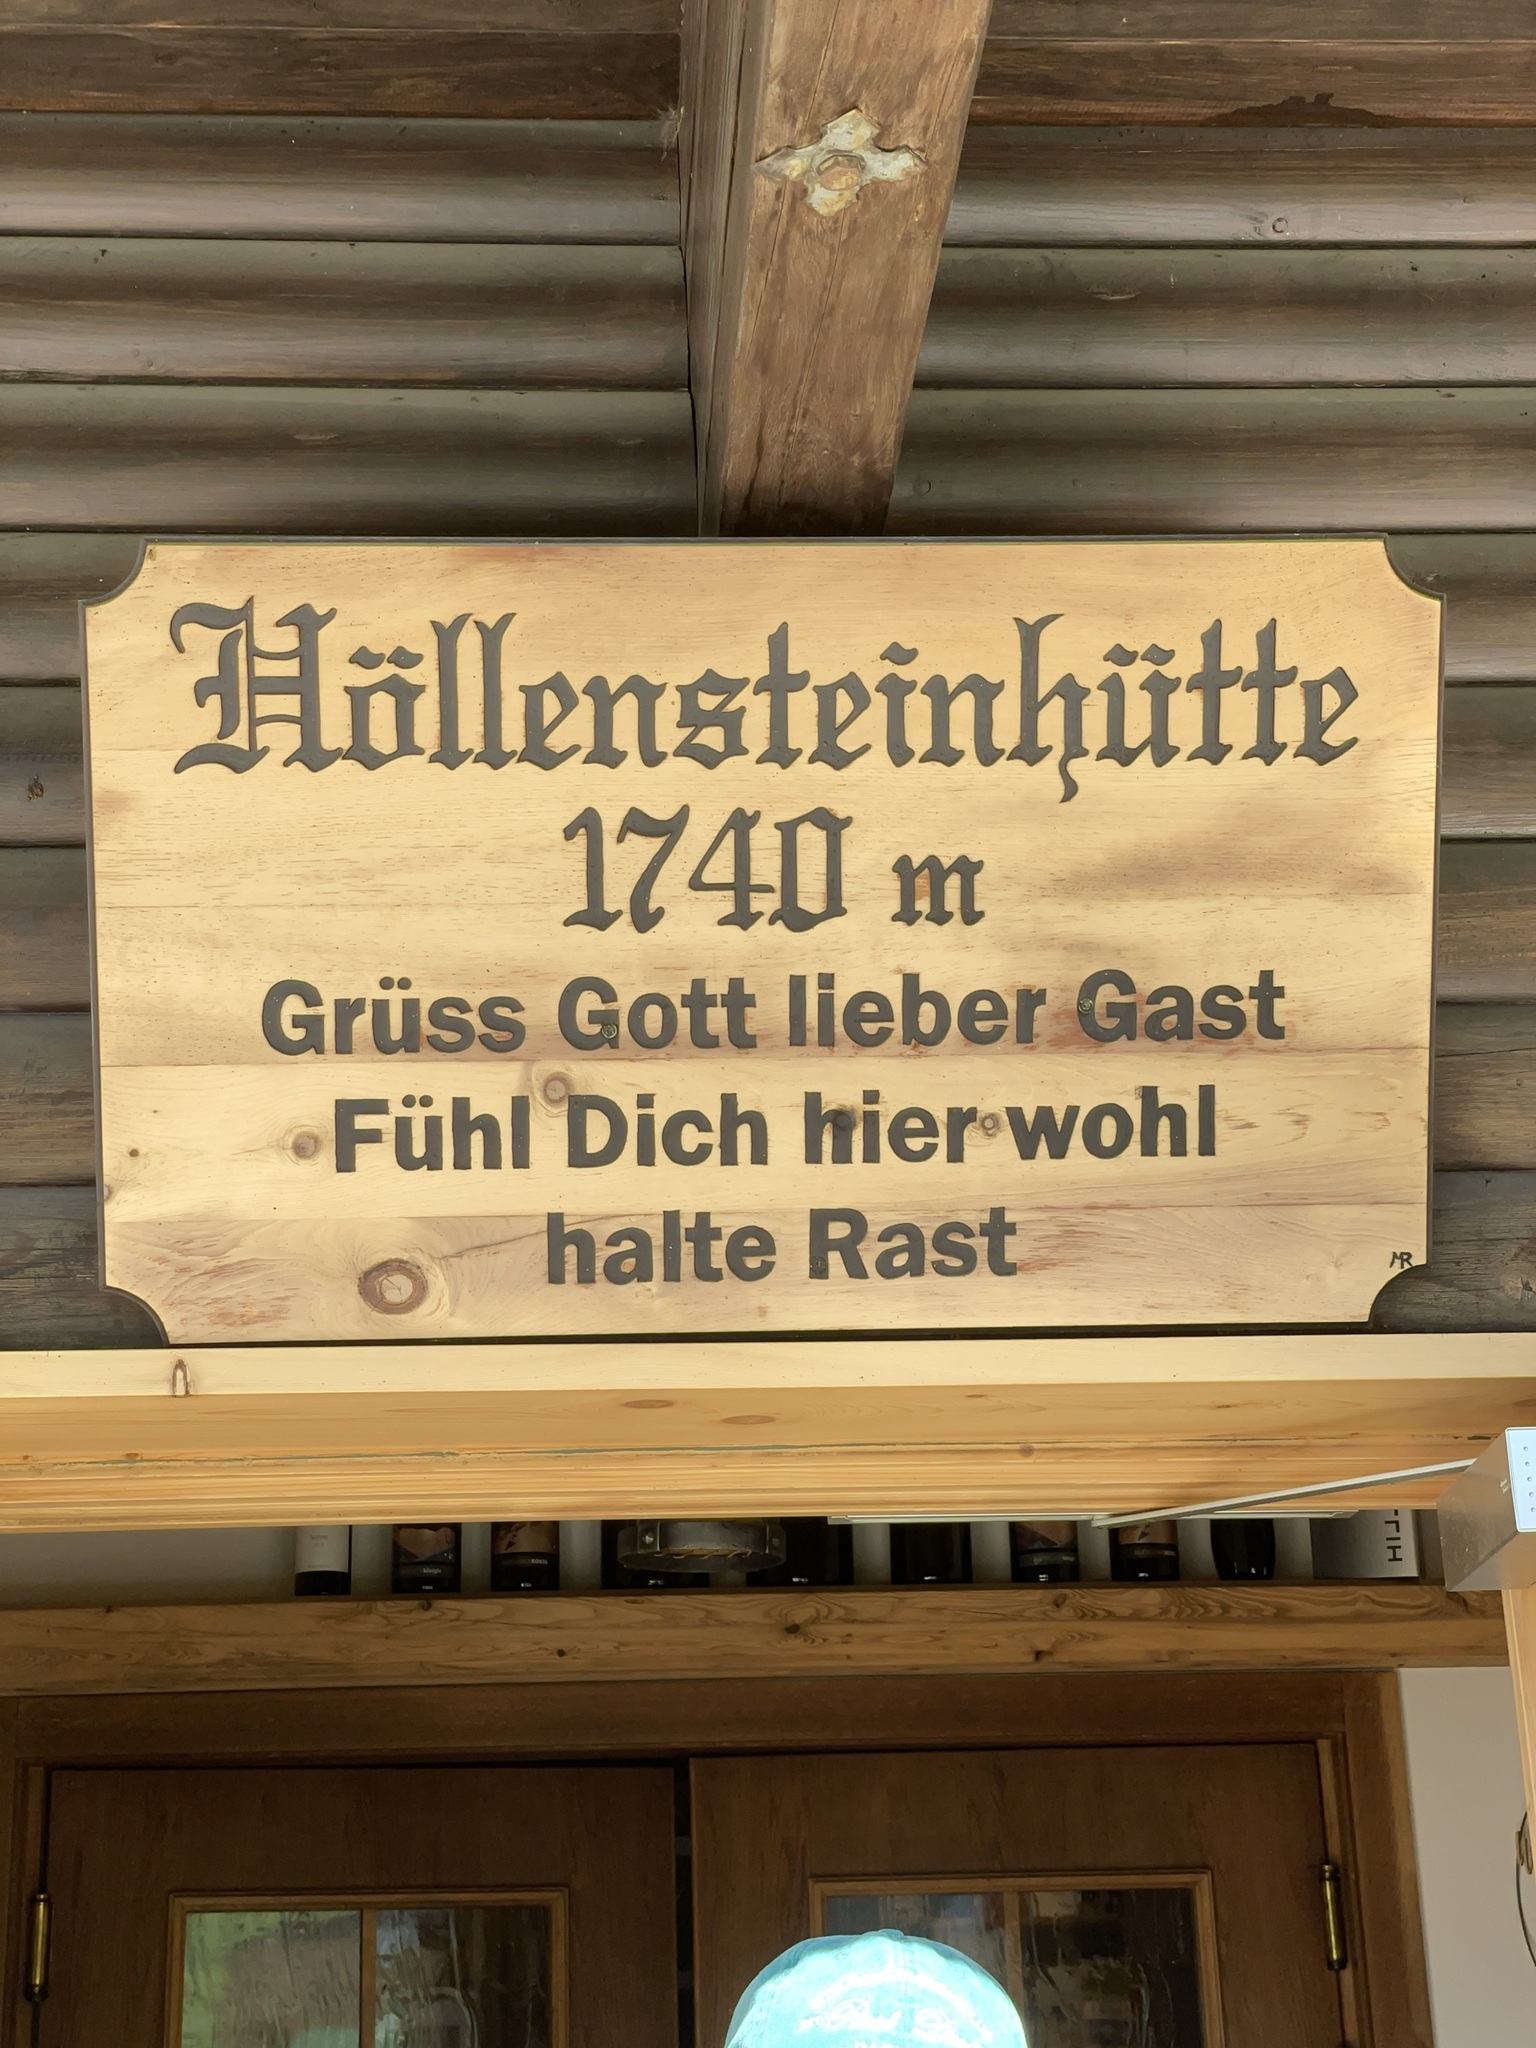 Höllensteinhütte
1740 m
Grüss Gott lieber Gast
Fühl Dich hier wohl
halte Rast
MR